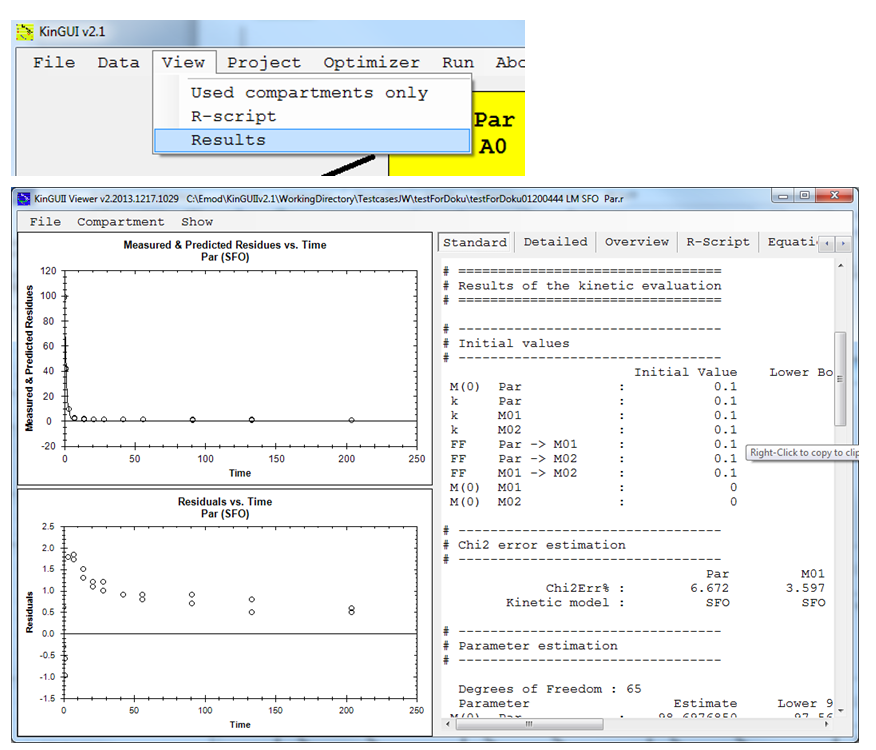 KinGUI v2.1
File Data View Project Optimizer Run Abo
Used compartments only
R-script
Results
Par
A0
KinGUII Viewer v2.2013.1217.1029 C:\Emod\KinGUIIv2.1\WorkingDirectory\TestcasesJW\testForDoku\testForDoku01200444 LM SFO Par.r
File Compartment Show
Measured & Predicted Residues vs. Time
Par (SFO)
Measured & Predicted Residues
120
100
80
60
40
20
0
-20
0 50 100 150 200 250
Time
Residuals vs. Time
Par (SFO)
Residuals
2.5
2.0
1.5
1.0
0.5
0.0
-0.5
-1.0
-1.5
0 50 100 150 200 250
Time
Standard Detailed Overview R-Script Equati
# =================================
# Results of the kinetic evaluation
# =================================
# ---------------------------------
# Initial values
# ---------------------------------
Initial Value Lower Bo
M(0) Par : 0.1
k Par : 0.1
k M01 : 0.1
k M02 : 0.1
FF Par -> M01 : 0.1
FF Par -> M02 : 0.1
FF M01 -> M02 : 0.1
M(0) M01 : 0
M(0) M02 : 0
Right-Click to copy to clip
# ---------------------------------
# Chi2 error estimation
# ---------------------------------
Par M01
Chi2Err% : 6.672 3.597
Kinetic model : SFO SFO
# ---------------------------------
# Parameter estimation
# ---------------------------------
Degrees of Freedom : 65
Parameter Estimate Lower 9
M(0) Par : 98.6976850 97.56